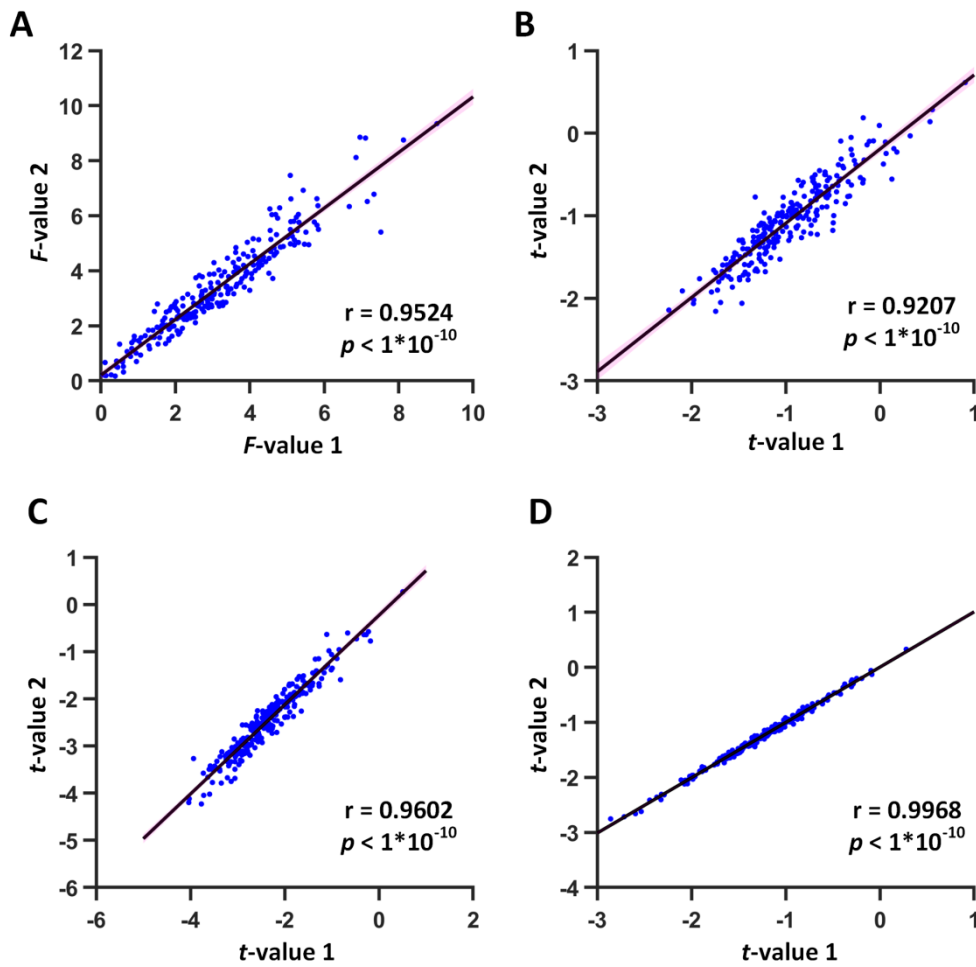 A
12
10
8
6
4
2
0
F-value 2
0 2 4 6 8 10
F-value 1
r = 0.9524
p < 1*10⁻¹⁰
B
1
0
-1
-2
-3
t-value 2
-3 -2 -1 0 1
t-value 1
r = 0.9207
p < 1*10⁻¹⁰
C
1
0
-1
-2
-3
-4
-5
-6
t-value 2
-6 -4 -2 0 2
t-value 1
r = 0.9602
p < 1*10⁻¹⁰
D
2
1
0
-1
-2
-3
-4
t-value 2
-3 -2 -1 0 1
t-value 1
r = 0.9968
p < 1*10⁻¹⁰